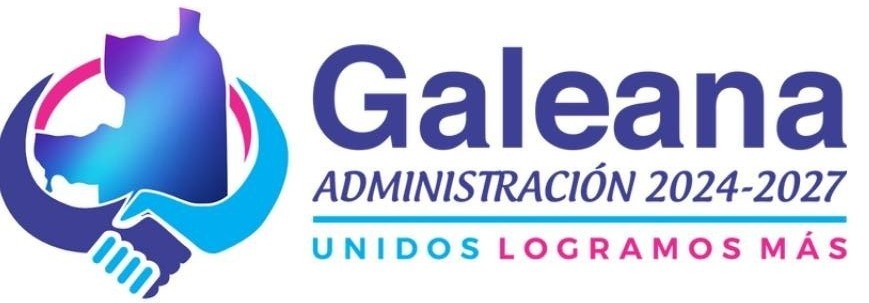 Galeana
ADMINISTRACIÓN 2024-2027
UNIDOS LOGRAMOS MÁS